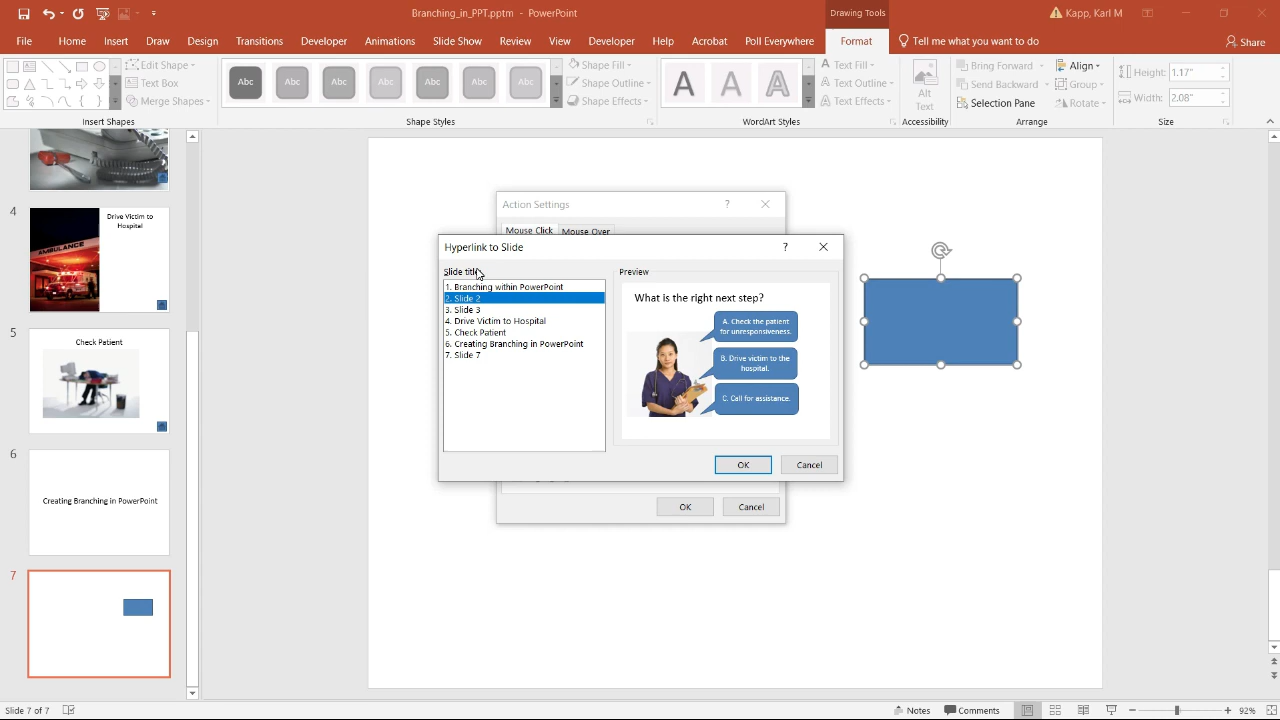 Branching_in_PPT.pptm - PowerPoint
Drawing Tools
Kapp, Karl M
File Home Insert Draw Design Transitions Developer Animations Slide Show Review View Developer Help Acrobat Poll Everywhere Format Tell me what you want to do Share
Edit Shape
Text Box
Merge Shapes
Insert Shapes
Abc Abc Abc Abc Abc Abc Abc
Shape Fill
Shape Outline
Shape Effects
Shape Styles
A A A
Text Fill
Text Outline
Text Effects
WordArt Styles
Alt
Text
Accessibility
Bring Forward
Send Backward
Selection Pane
Align
Group
Rotate
Arrange
Height: 1.17"
Width: 2.08"
Size
4
Drive Victim to
Hospital
AMBULANCE
5
Check Patient
6
Creating Branching in PowerPoint
7
Action Settings ?
Mouse Click Mouse Over
Hyperlink to Slide ?
Slide title:
1. Branching within PowerPoint
2. Slide 2
3. Slide 3
4. Drive Victim to Hospital
5. Check Patient
6. Creating Branching in PowerPoint
7. Slide 7
Preview
What is the right next step?
A. Check the patient
for unresponsiveness.
B. Drive victim to the
hospital.
C. Call for assistance.
OK Cancel
OK Cancel
Slide 7 of 7
Notes Comments 92%